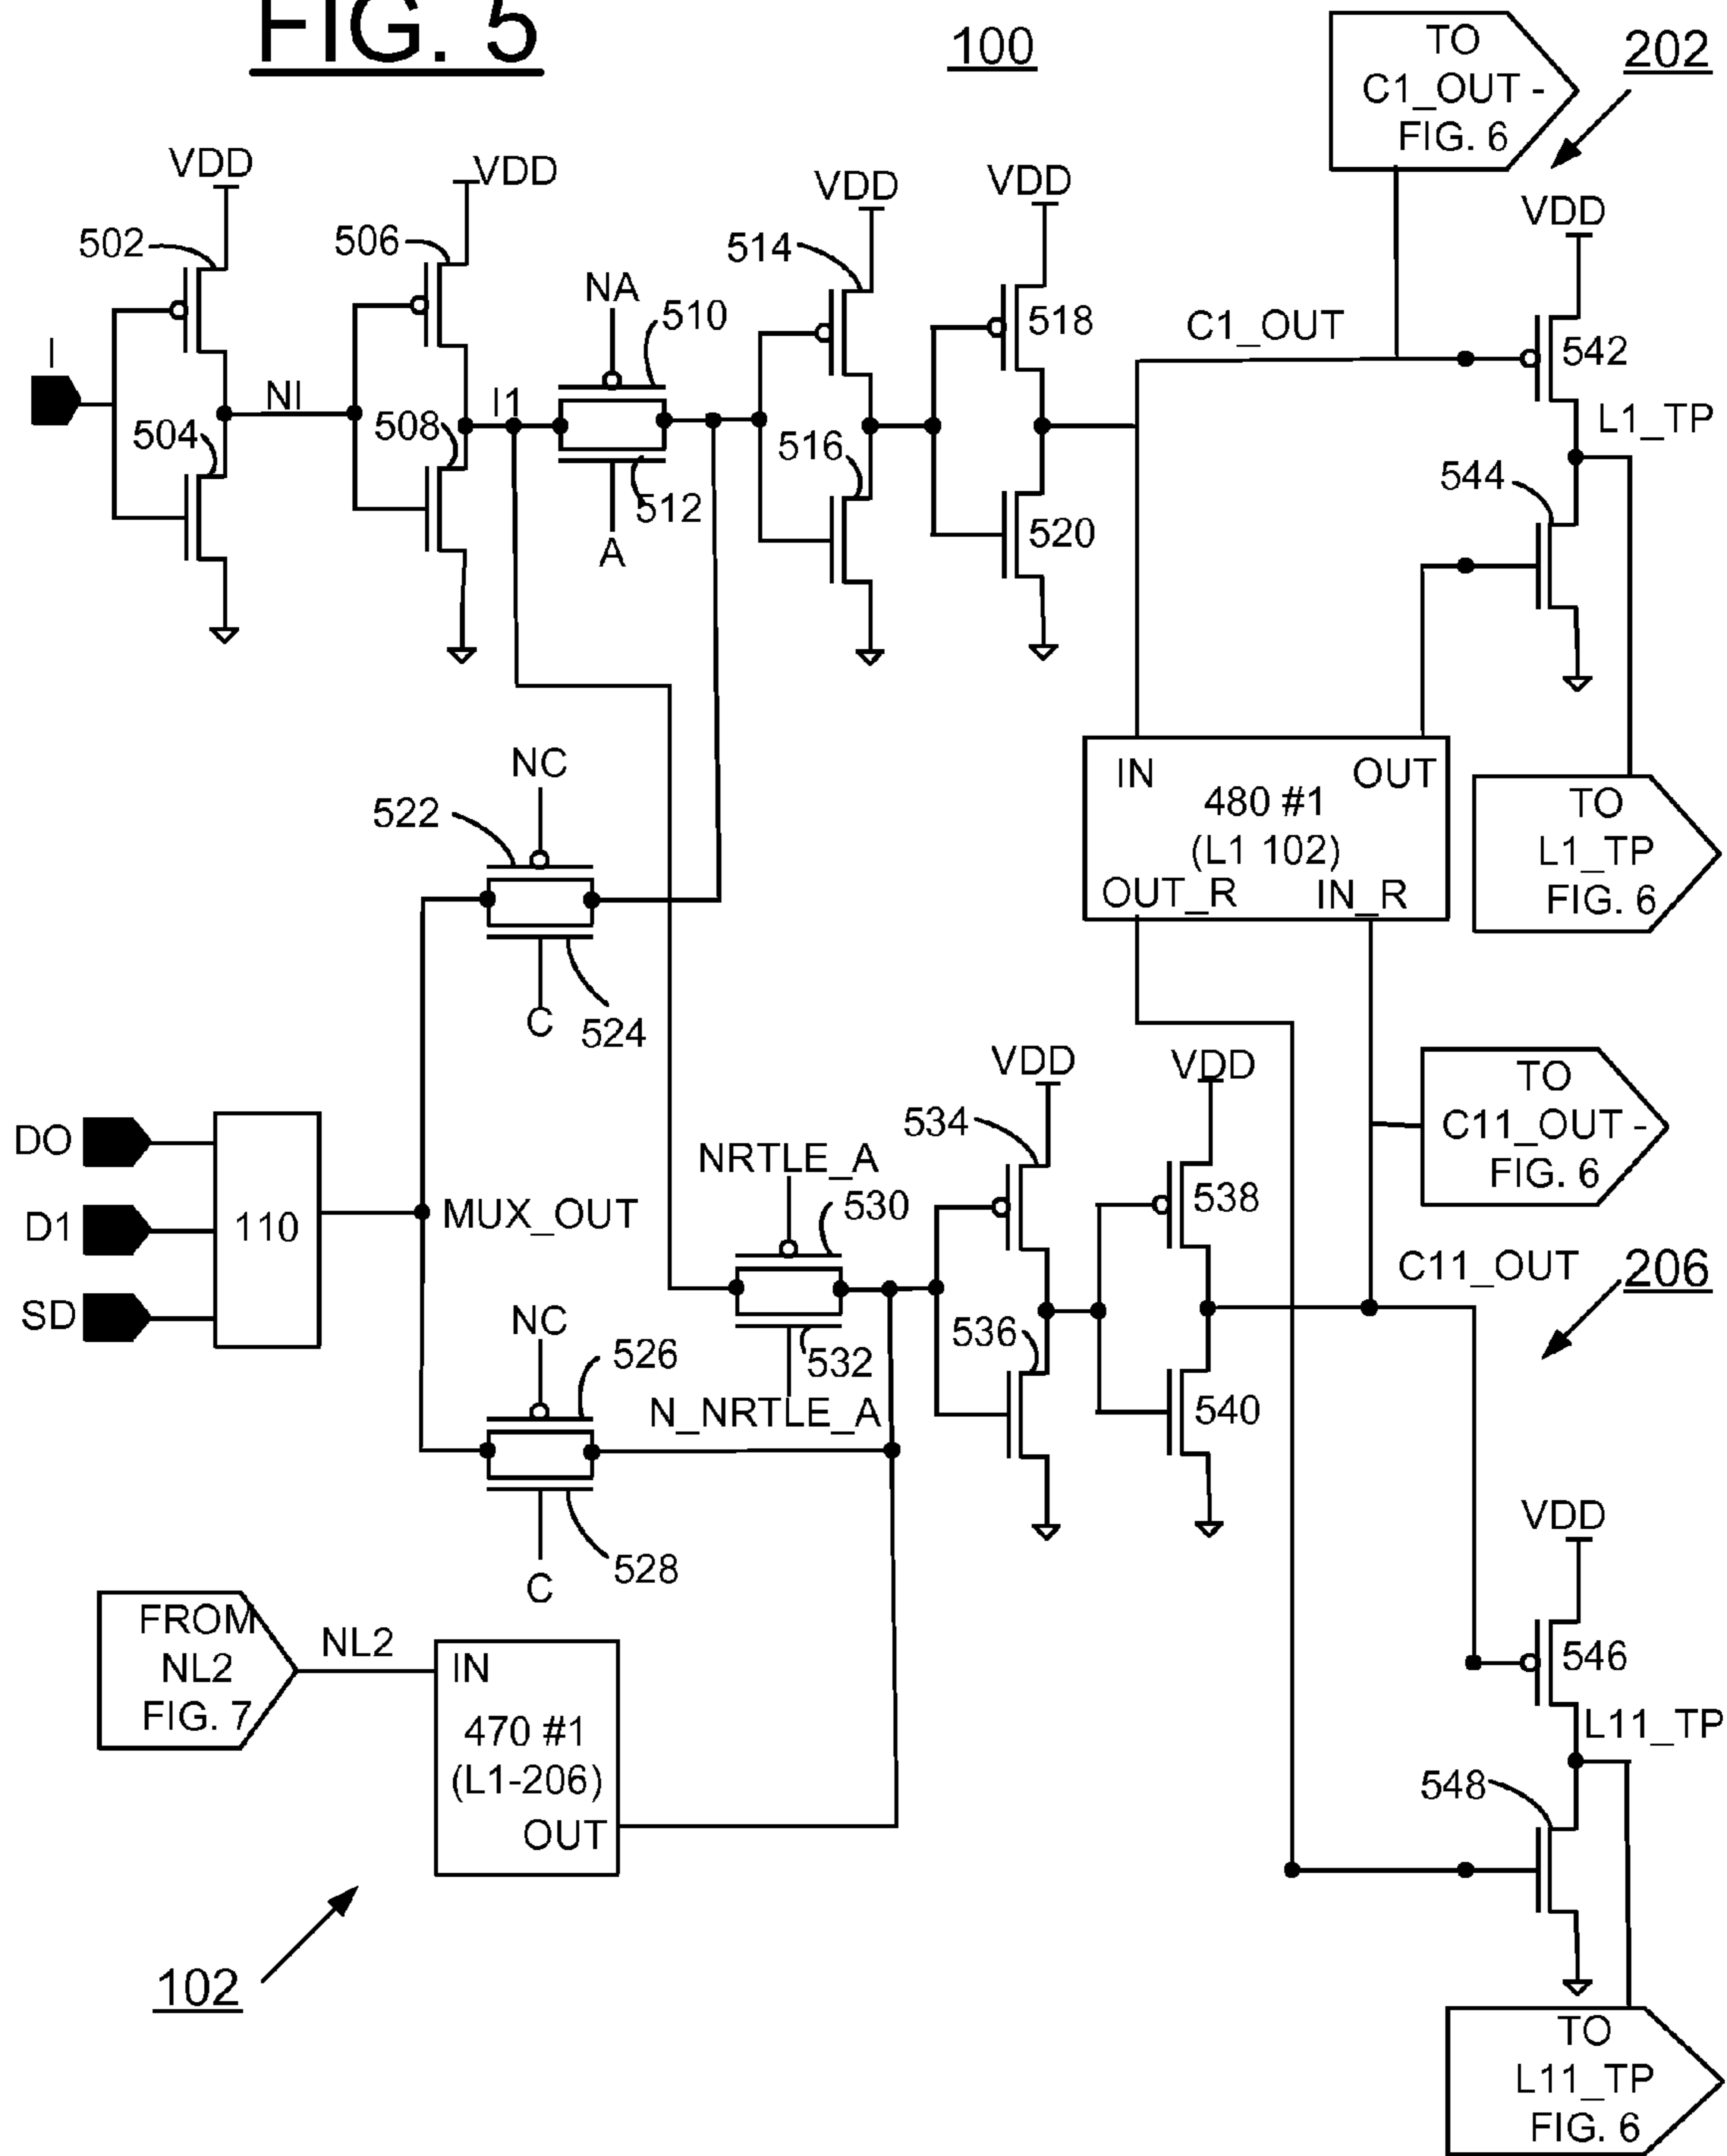 FIG. 5
100
TO
C1_OUT -
FIG. 6
202
VDD
VDD
VDD
VDD
VDD
502
506
514
518
542
I
NI
504
508
I1
NA
510
512
A
516
520
C1_OUT
L1_TP
544
NC
522
C
524
IN
OUT
480 #1
(L1 102)
OUT_R
IN_R
TO
L1_TP
FIG. 6
DO
D1
SD
110
MUX_OUT
NRTLE_A
530
532
N_NRTLE_A
VDD
VDD
534
538
536
540
TO
C11_OUT -
FIG. 6
C11_OUT
206
NC
526
C
528
FROM
NL2
FIG. 7
NL2
IN
470 #1
(L1-206)
OUT
VDD
546
L11_TP
548
102
TO
L11_TP
FIG. 6